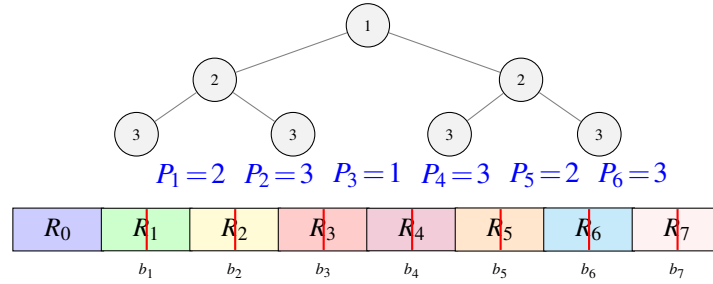 1
2 2
3 3 3 3
P₁ = 2 P₂ = 3 P₃ = 1 P₄ = 3 P₅ = 2 P₆ = 3
R₀ R₁ R₂ R₃ R₄ R₅ R₆ R₇
b₁ b₂ b₃ b₄ b₅ b₆ b₇